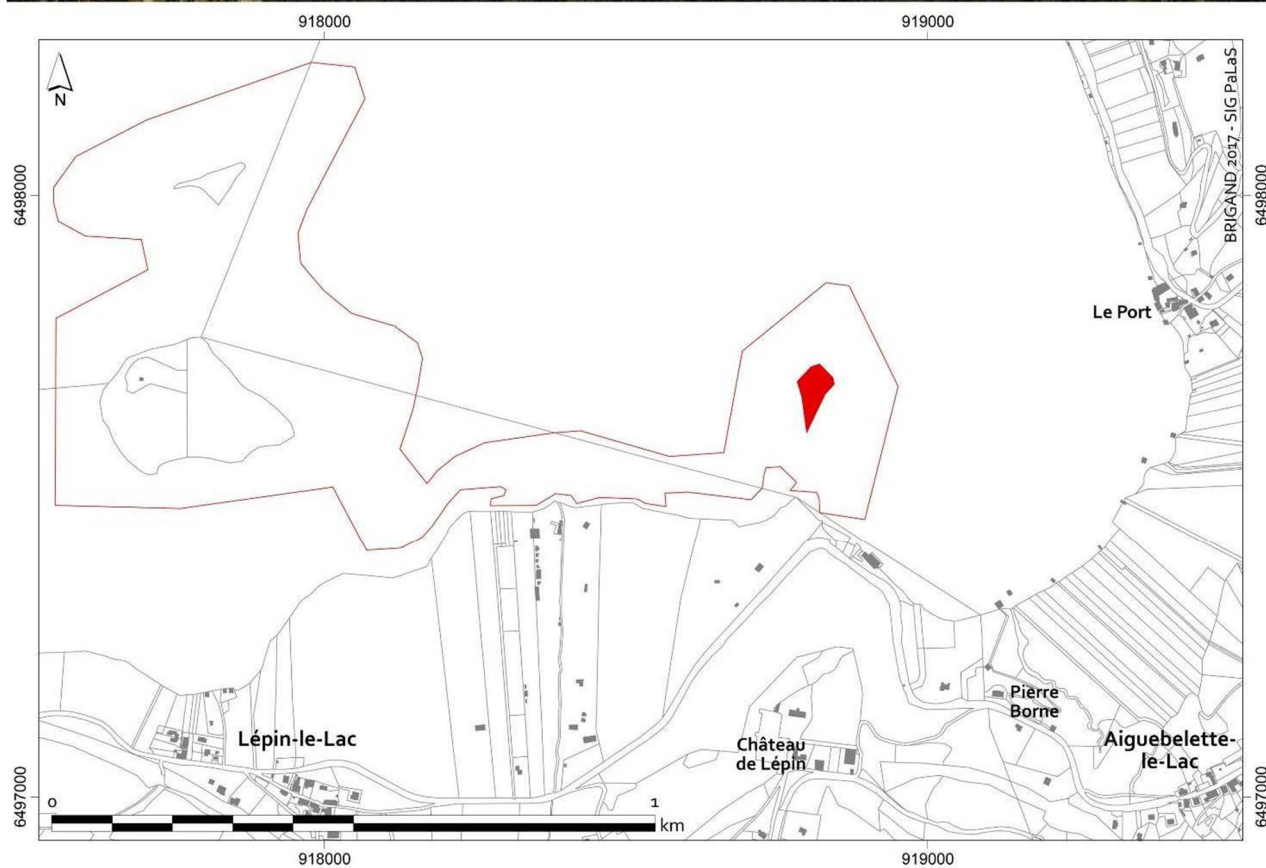 918000
919000
N
6498000
6498000
BRIGAND 2017 - SIG PaLaS
Le Port
Pierre
Borne
Lépin-le-Lac
Château
de Lépin
Aiguebelette-
le-Lac
6497000
6497000
0
1
km
918000
919000